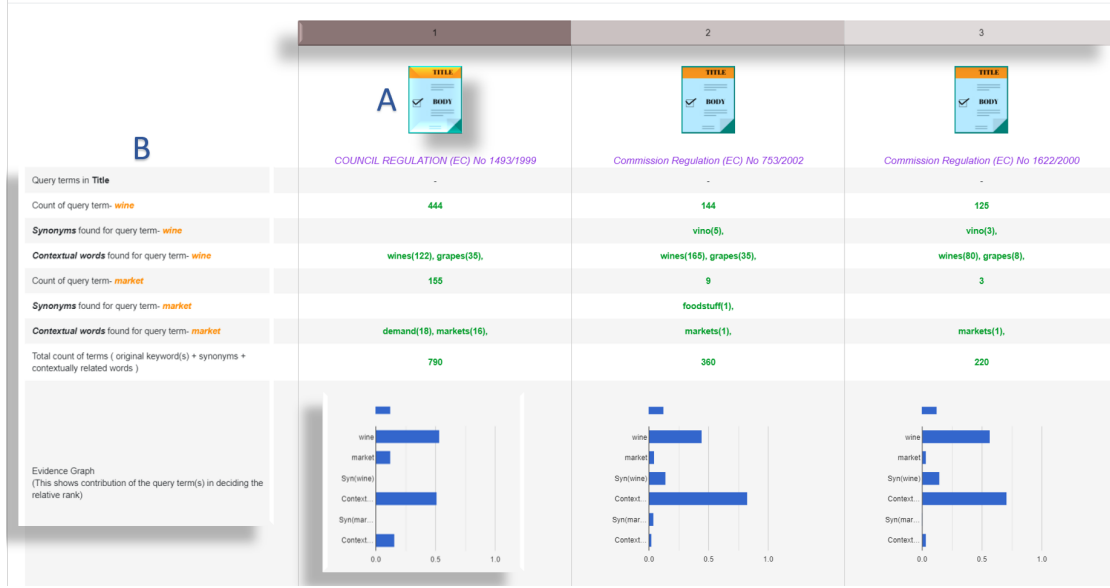 1 2 3
TITLE TITLE TITLE
A
BODY BODY BODY
B
COUNCIL REGULATION (EC) No 1493/1999 Commission Regulation (EC) No 753/2002 Commission Regulation (EC) No 1622/2000
Query terms in Title - - -
Count of query term- wine 444 144 125
Synonyms found for query term- wine vino(5), vino(3),
Contextual words found for query term- wine wines(122), grapes(35), wines(165), grapes(35), wines(80), grapes(8),
Count of query term- market 155 9 3
Synonyms found for query term- market foodstuff(1),
Contextual words found for query term- market demand(18), markets(16), markets(1), markets(1),
Total count of terms ( original keyword(s) + synonyms +
contextually related words ) 790 360 220
Evidence Graph
(This shows contribution of the query term(s) in deciding the
relative rank)
wine wine wine
market market market
Syn(wine) Syn(wine) Syn(wine)
Context... Context... Context...
Syn(mar... Syn(mar... Syn(mar...
Context... Context... Context...
0.0 0.5 1.0 0.0 0.5 1.0 0.0 0.5 1.0